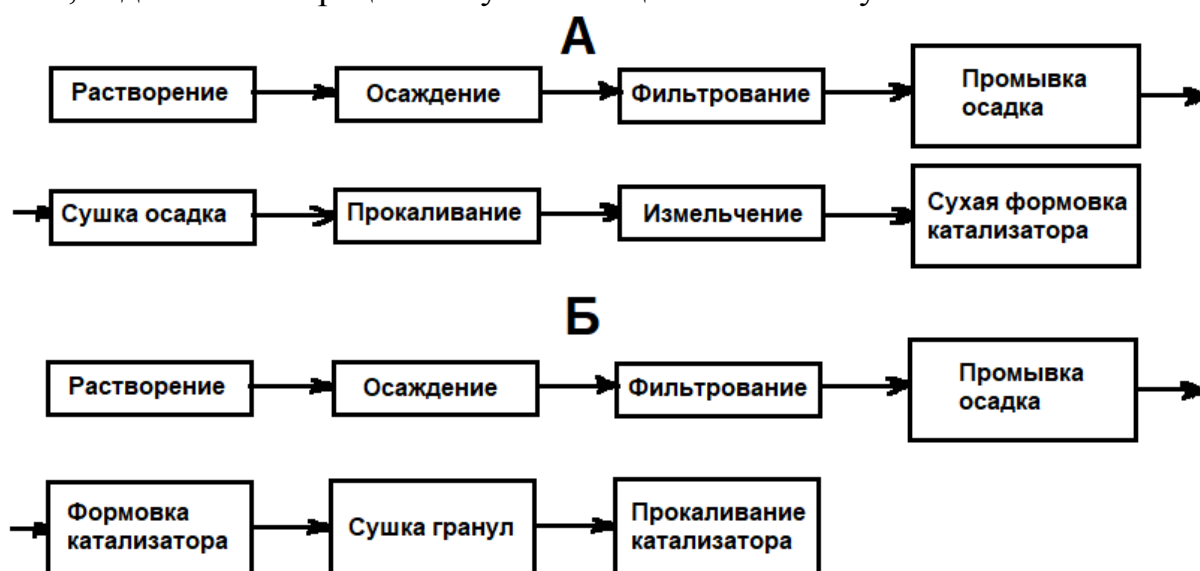 А
Растворение
Осаждение
Фильтрование
Промывка
осадка
Сушка осадка
Прокаливание
Измельчение
Сухая формовка
катализатора
Б
Растворение
Осаждение
Фильтрование
Промывка
осадка
Формовка
катализатора
Сушка гранул
Прокаливание
катализатора